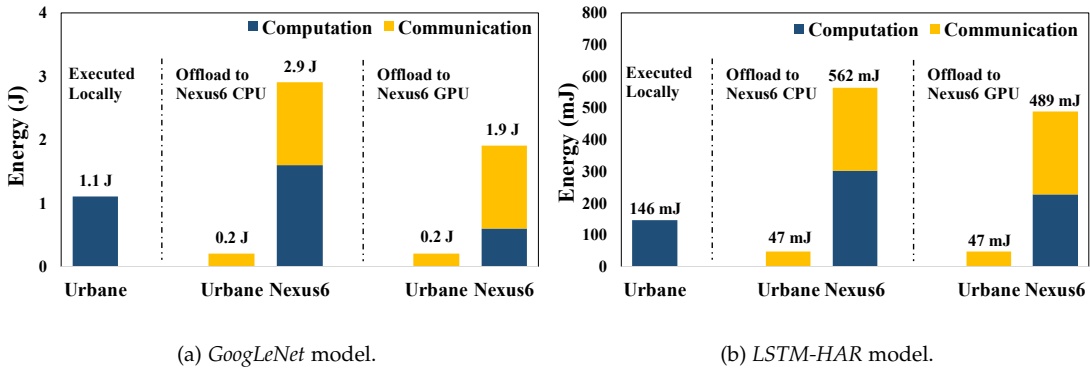 4
3
2
1
0
Energy (J)
Computation
Communication
Executed
Locally
1.1 J
Urbane
Offload to
Nexus6 CPU
2.9 J
0.2 J
Urbane Nexus6
Offload to
Nexus6 GPU
1.9 J
0.2 J
Urbane Nexus6
(a) GoogLeNet model.
800
700
600
500
400
300
200
100
0
Energy (mJ)
Computation
Communication
Executed
Locally
146 mJ
Urbane
Offload to
Nexus6 CPU
562 mJ
47 mJ
Urbane Nexus6
Offload to
Nexus6 GPU
489 mJ
47 mJ
Urbane Nexus6
(b) LSTM-HAR model.